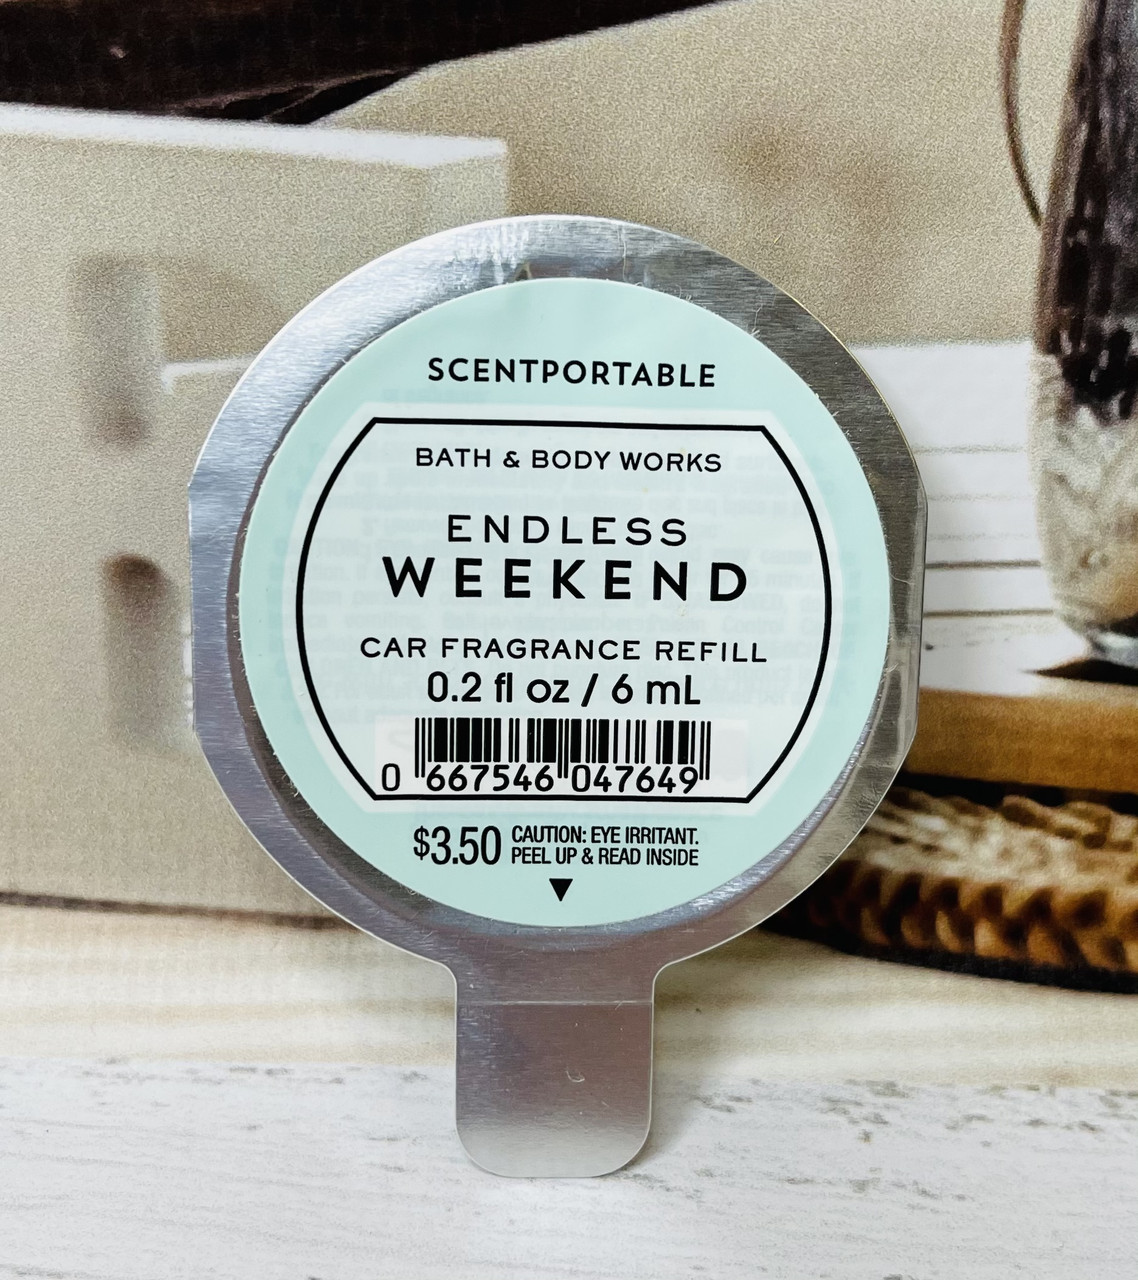 SCENTPORTABLE
BATH & BODY WORKS
ENDLESS
WEEKEND
CAR FRAGRANCE REFILL
0.2 fl oz / 6 mL
0 667546 047649
$3.50 CAUTION: EYE IRRITANT.
PEEL UP & READ INSIDE